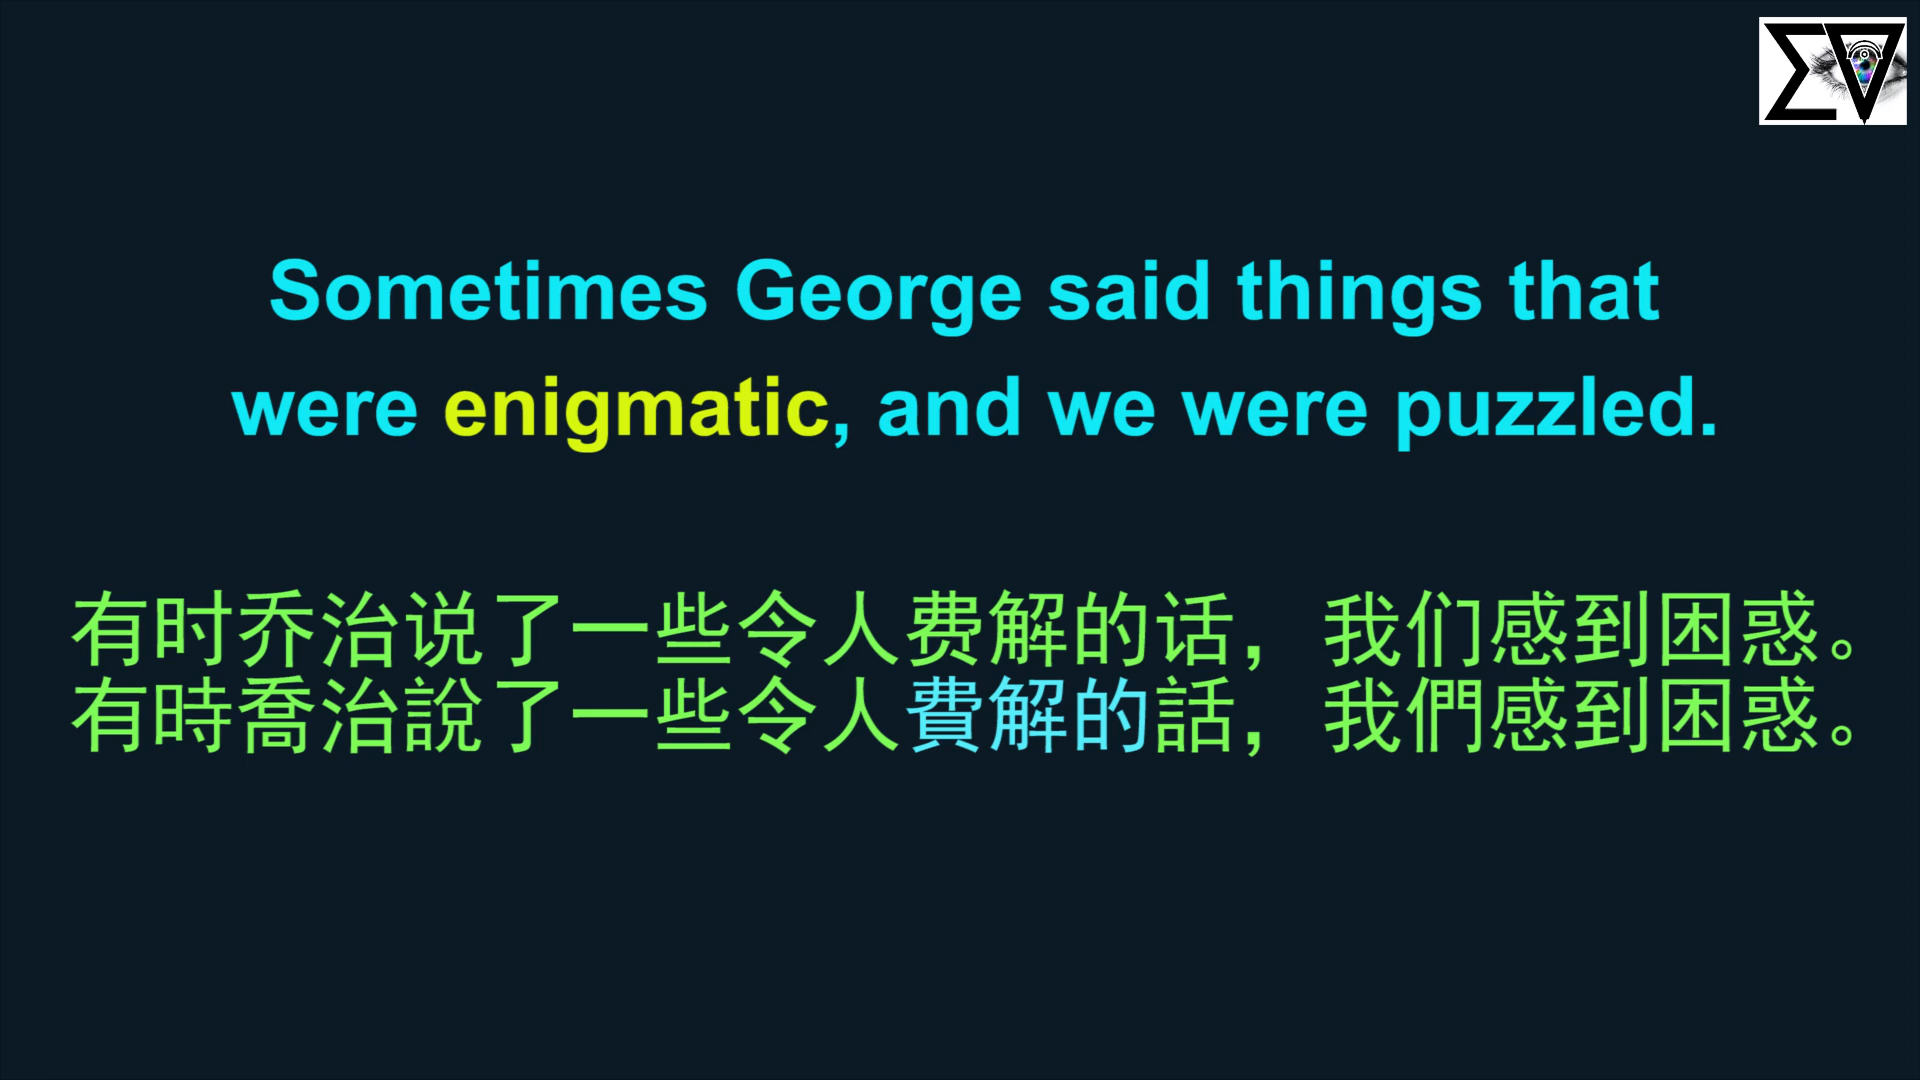 Sometimes George said things that
were enigmatic, and we were puzzled.
有时乔治说了一些令人费解的话，我们感到困惑。
有時喬治說了一些令人費解的話，我們感到困惑。